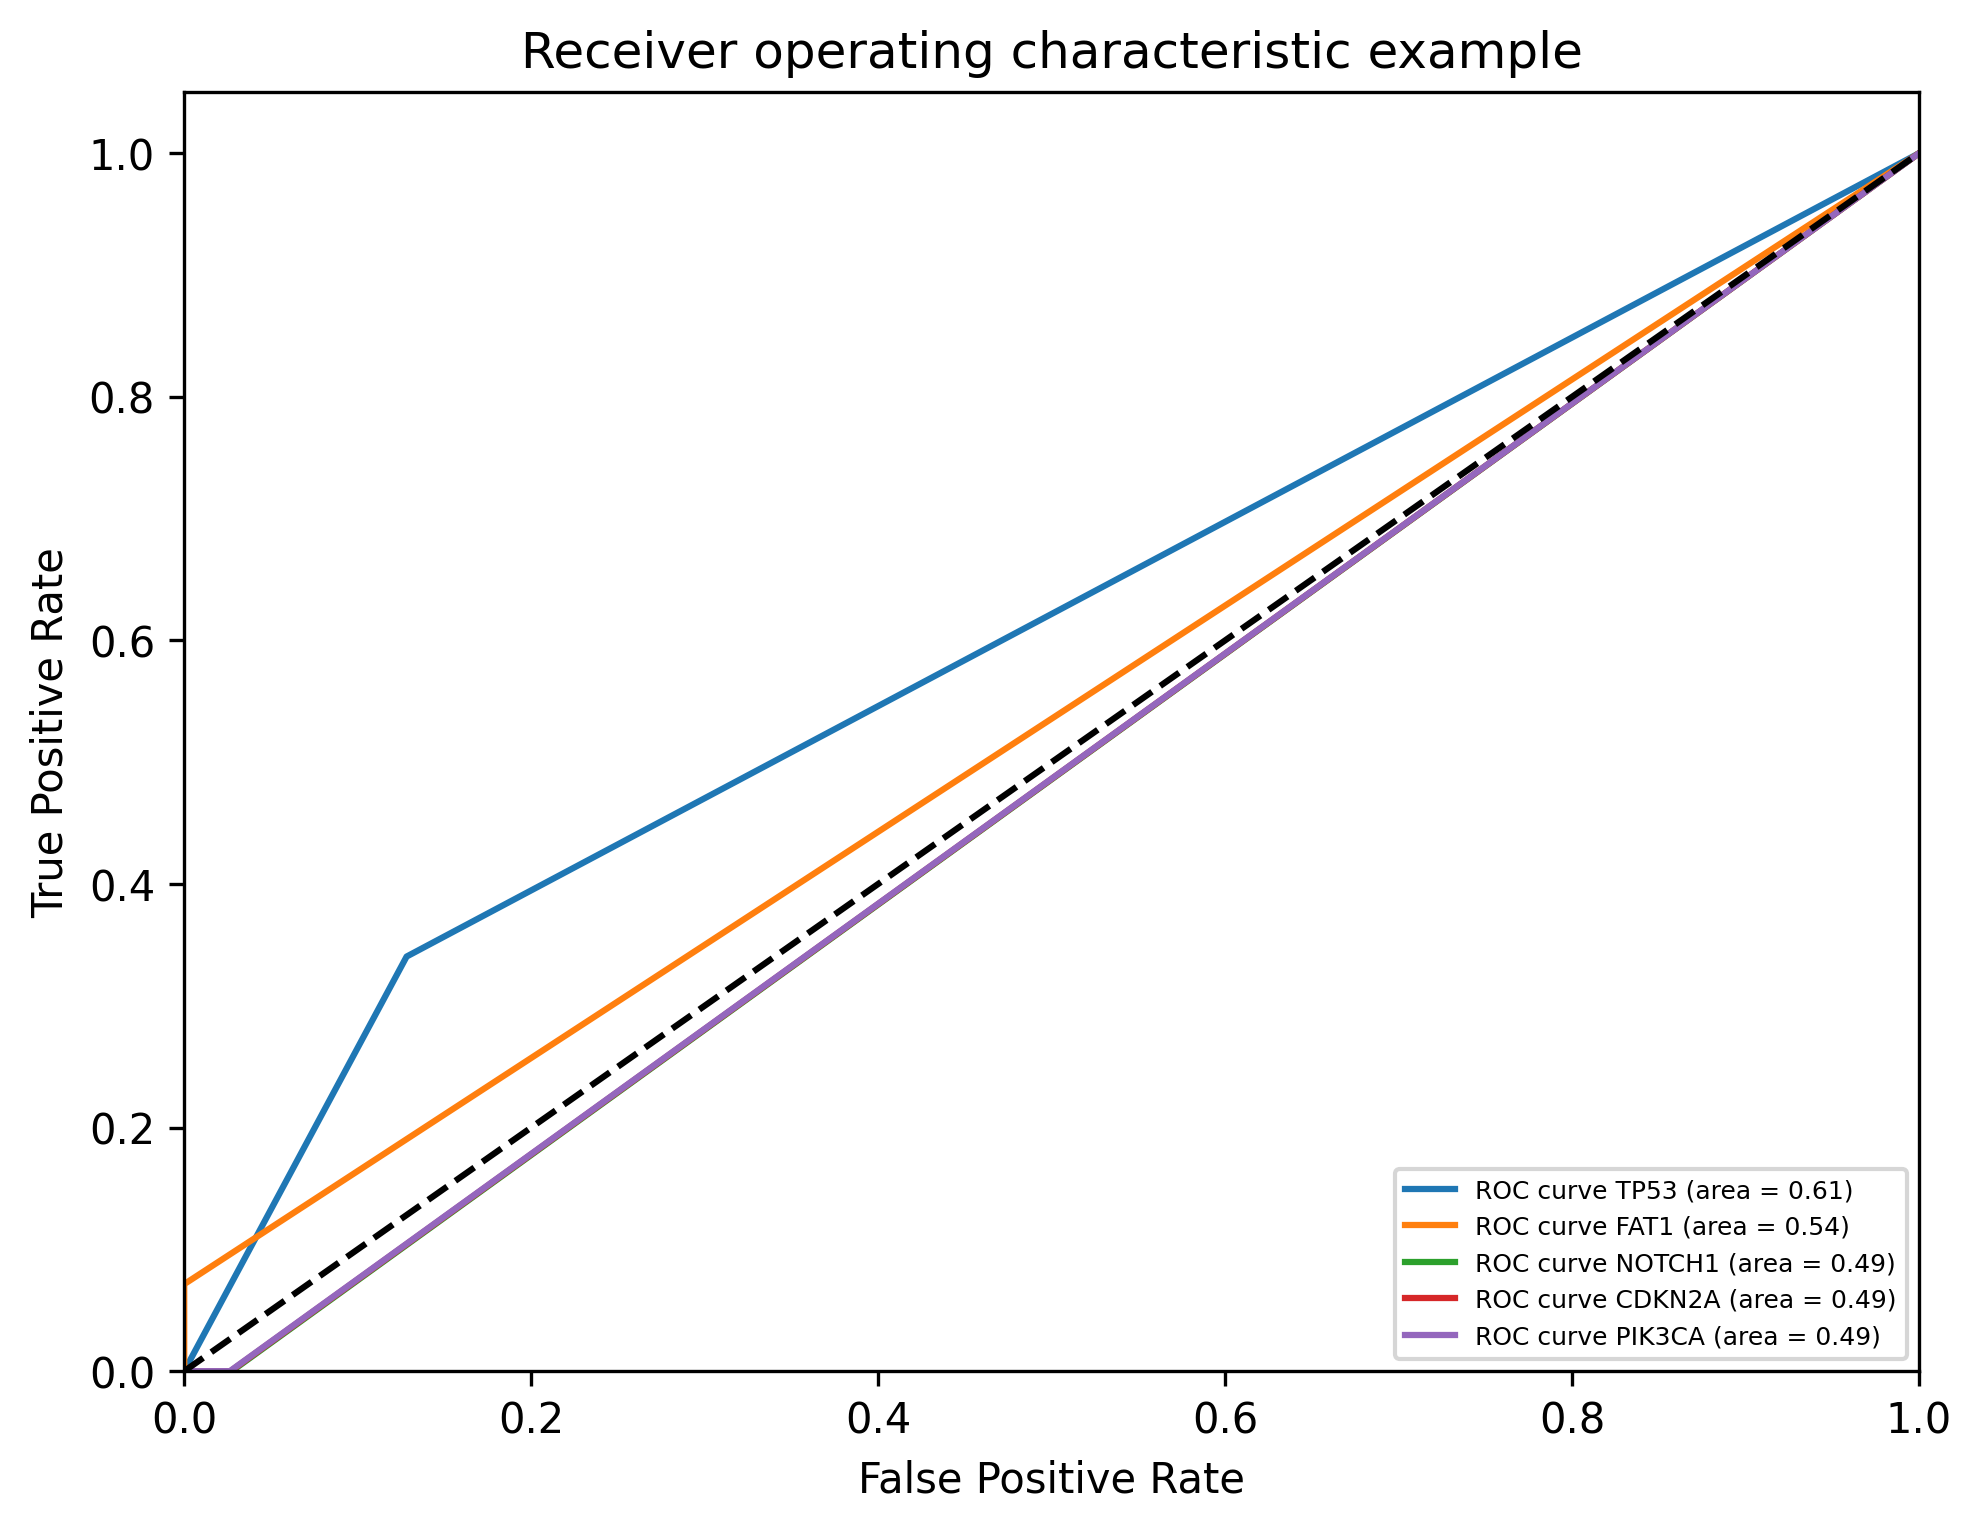 Receiver operating characteristic example
True Positive Rate
1.0
0.8
0.6
0.4
0.2
0.0
0.0 0.2 0.4 0.6 0.8 1.0
False Positive Rate
ROC curve TP53 (area = 0.61)
ROC curve FAT1 (area = 0.54)
ROC curve NOTCH1 (area = 0.49)
ROC curve CDKN2A (area = 0.49)
ROC curve PIK3CA (area = 0.49)